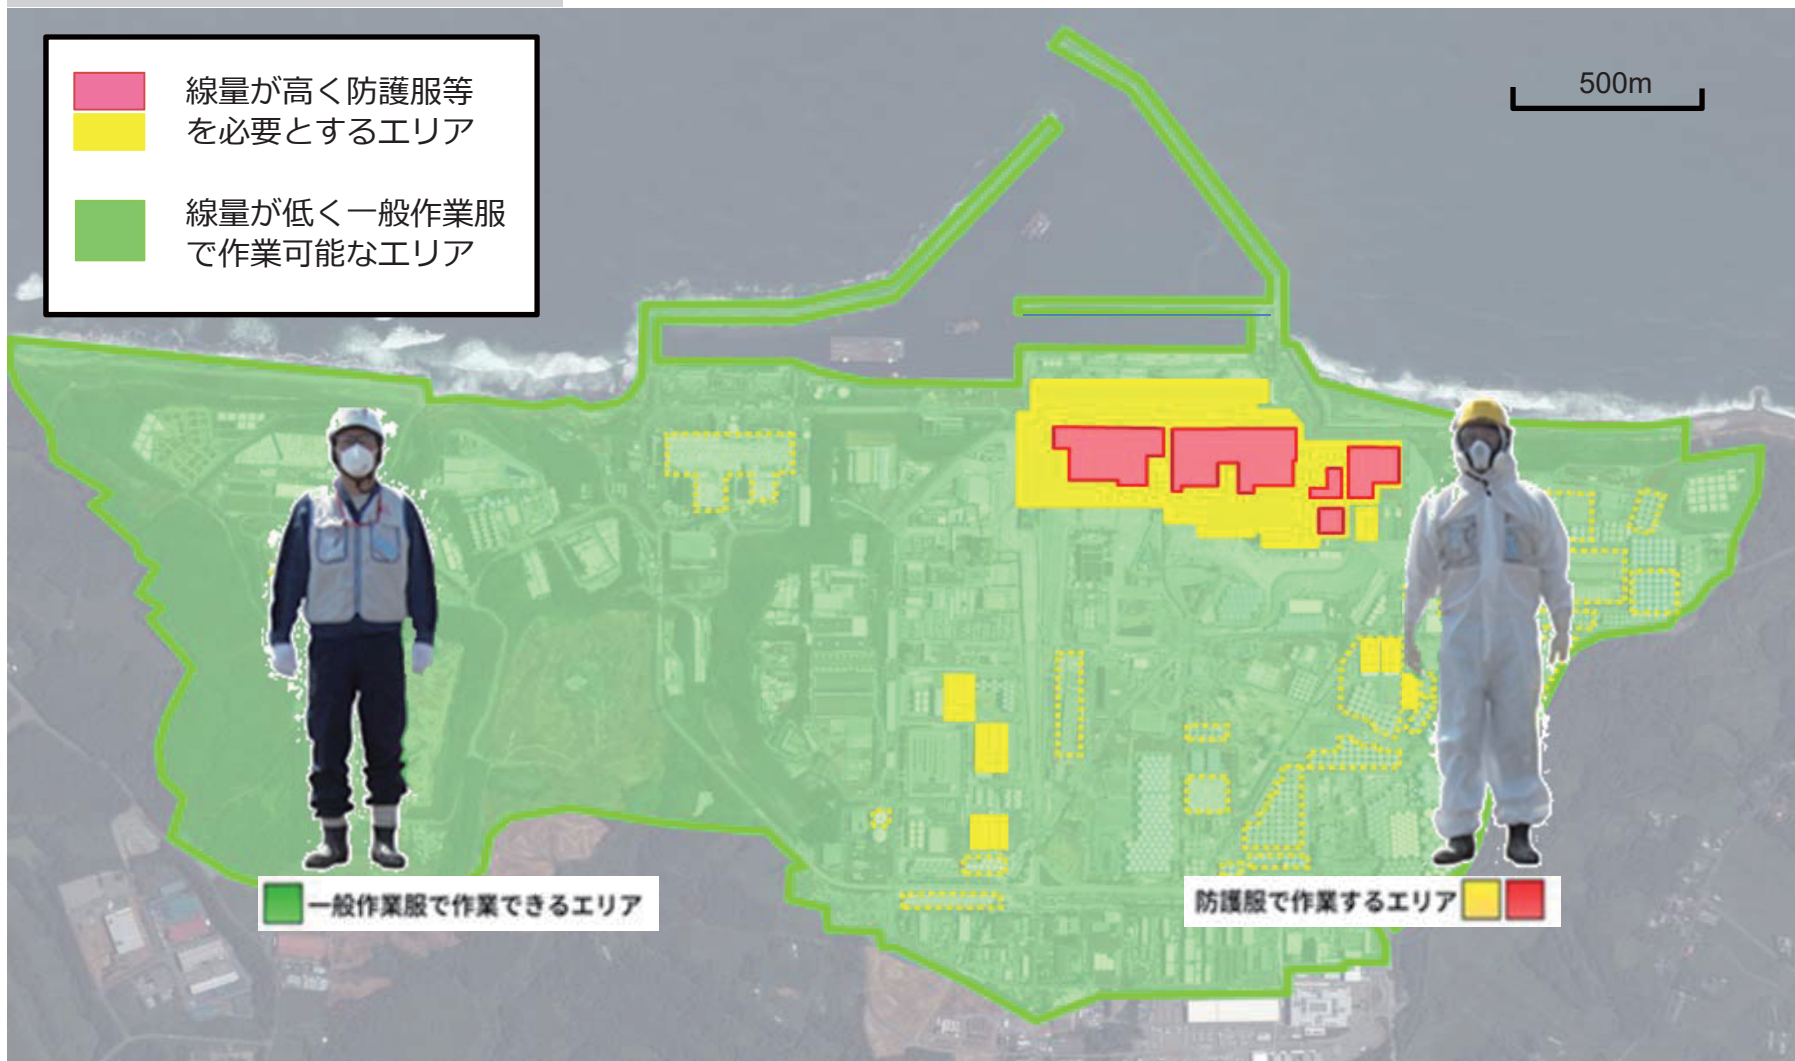 線量が高く防護服等
を必要とするエリア
線量が低く一般作業服
で作業可能なエリア
500m
一般作業服で作業できるエリア
防護服で作業するエリア